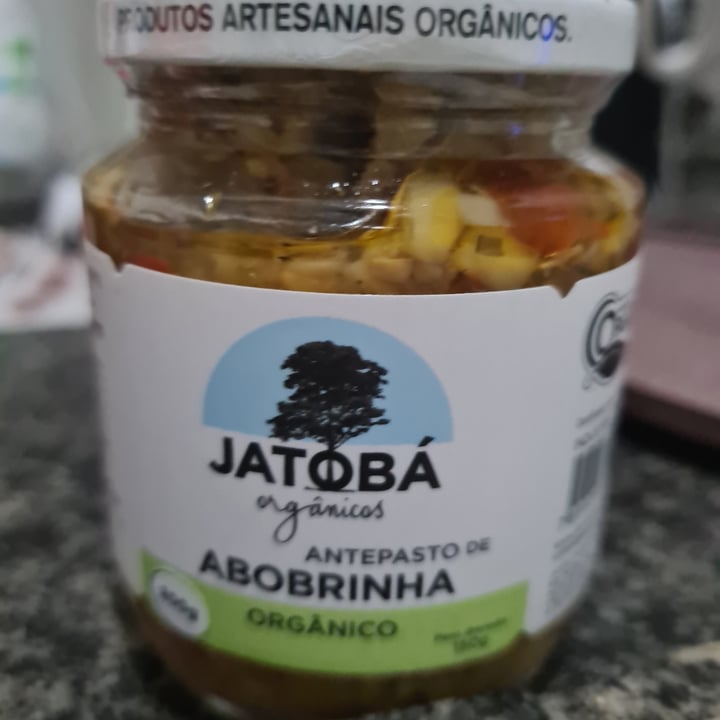 PRODUTOS ARTESANAIS ORGÂNICOS.
JATOBÁ
orgânicos
ANTEPASTO DE
ABOBRINHA
ORGÂNICO